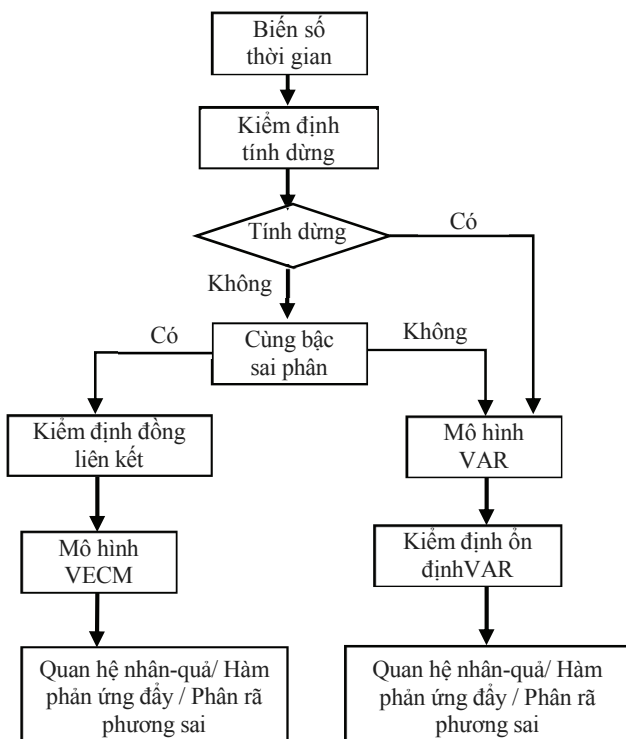 Biến số
thời gian
Kiểm định
tính dừng
Tính dừng
Có
Không
Có
Cùng bậc
sai phân
Không
Kiểm định đồng
liên kết
Mô hình
VAR
Mô hình
VECM
Kiểm định ổn
địnhVAR
Quan hệ nhân-quả/ Hàm
phản ứng đẩy / Phân rã
phương sai
Quan hệ nhân-quả/ Hàm
phản ứng đẩy / Phân rã
phương sai